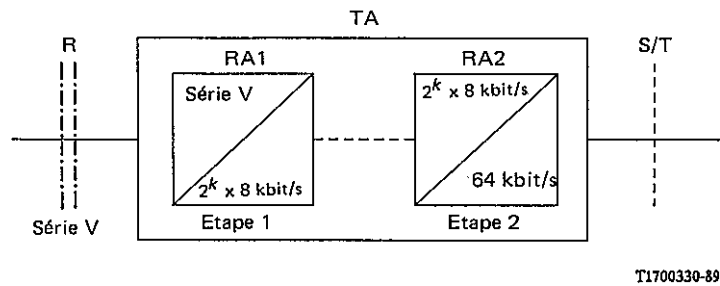 TA
R
RA1
RA2
S/T
Série V
2^k x 8 kbit/s
2^k x 8 kbit/s
64 kbit/s
Série V
Etape 1
Etape 2
T1700330-89